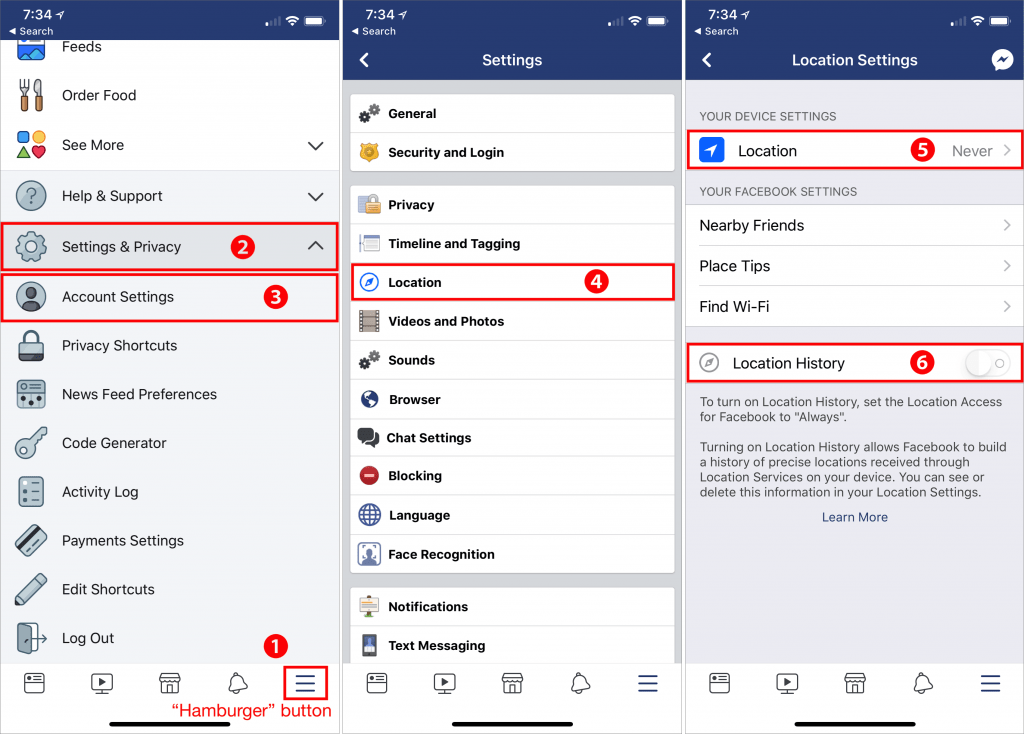 7:34
Search
Feeds
Order Food
See More
Help & Support
Settings & Privacy 2
Account Settings 3
Privacy Shortcuts
News Feed Preferences
Code Generator
Activity Log
Payments Settings
Edit Shortcuts
Log Out
1
“Hamburger” button
7:34
Search
Settings
General
Security and Login
Privacy
Timeline and Tagging
Location 4
Videos and Photos
Sounds
Browser
Chat Settings
Blocking
Language
Face Recognition
Notifications
Text Messaging
7:34
Search
Location Settings
YOUR DEVICE SETTINGS
Location 5 Never
YOUR FACEBOOK SETTINGS
Nearby Friends
Place Tips
Find Wi-Fi
Location History 6
To turn on Location History, set the Location Access
for Facebook to "Always".
Turning on Location History allows Facebook to build
a history of precise locations received through
Location Services on your device. You can see or
delete this information in your Location Settings.
Learn More